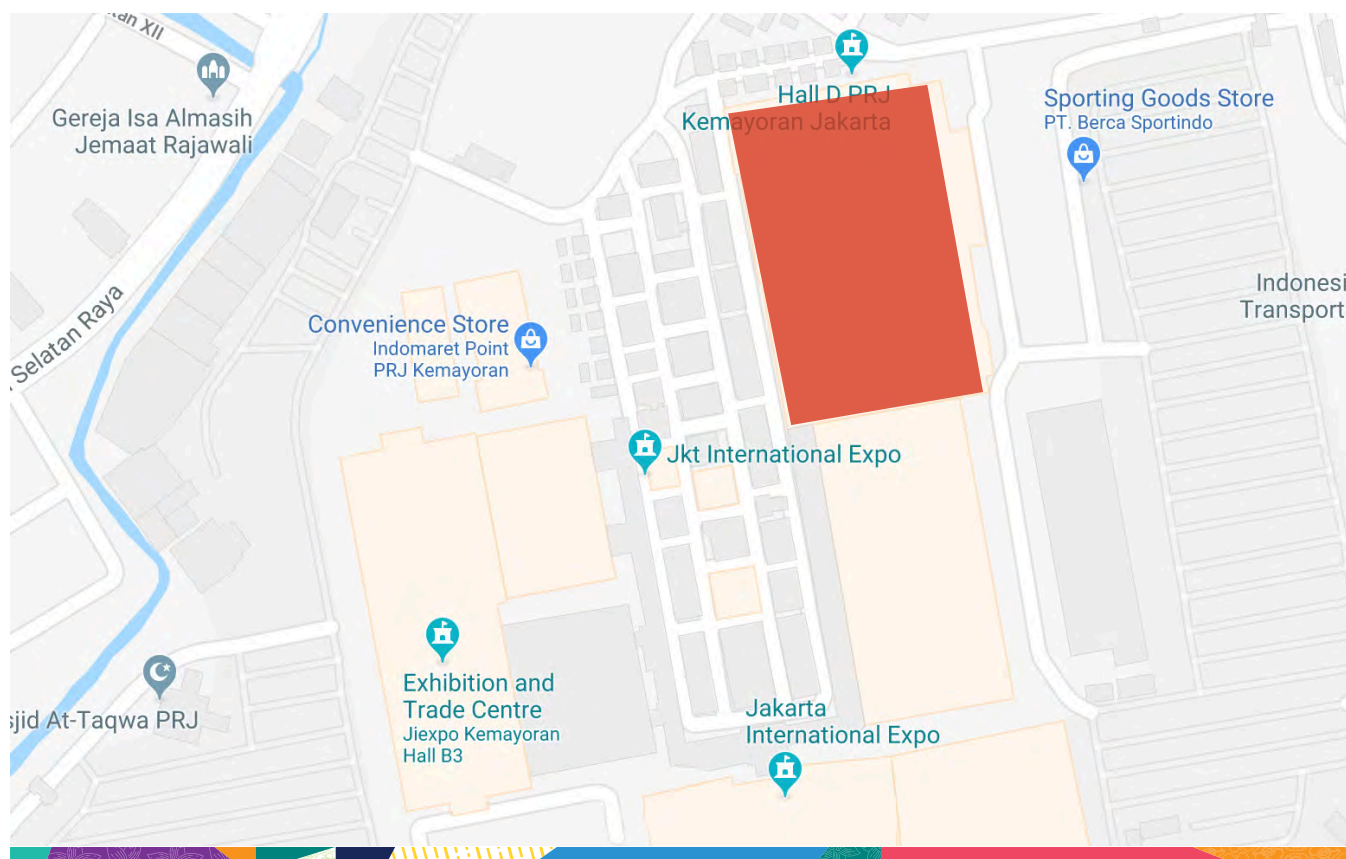 an XII
Gereja Isa Almasih
Jemaat Rajawali
Hall D PRJ
Kemayoran Jakarta
Sporting Goods Store
PT. Berca Sportindo
Indonesi
Transport
Selatan Raya
Convenience Store
Indomaret Point
PRJ Kemayoran
Jkt International Expo
Exhibition and
Trade Centre
Jiexpo Kemayoran
Hall B3
sjid At-Taqwa PRJ
Jakarta
International Expo